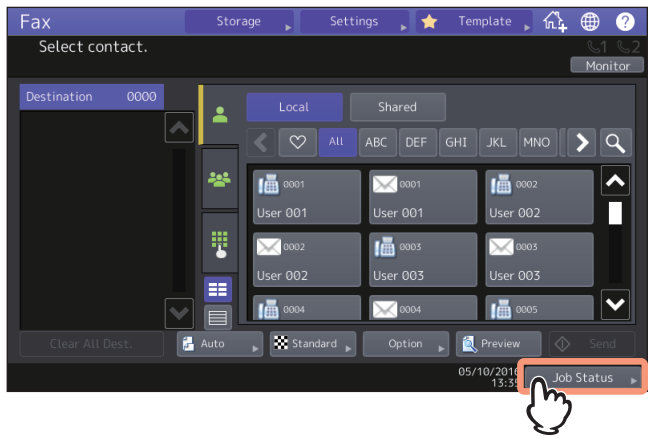 Fax
Storage
Settings
Template
?
Select contact.
1 2
Monitor
Destination 0000
Local
Shared
All
ABC
DEF
GHI
JKL
MNO
0001
User 001
0001
User 001
0002
User 002
0002
User 002
0003
User 003
0003
User 003
0004
0004
0005
Clear All Dest.
Auto
Standard
Option
Preview
Send
05/10/2016
13:35
Job Status